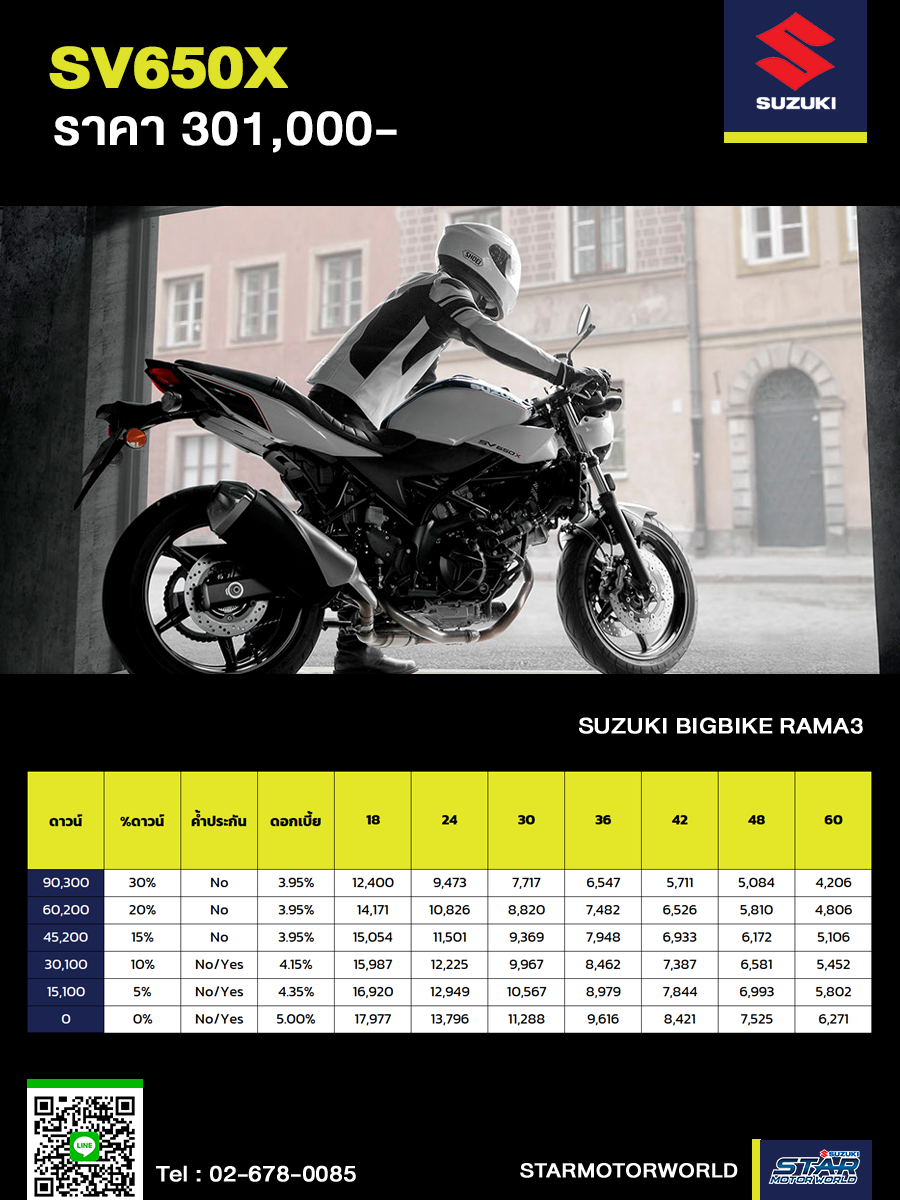 SV650X
SUZUKI
ราคา 301,000-
SHOEI
SUZUKI
SV650X
SUZUKI BIGBIKE RAMA3
ดาวน์ %ดาวน์ ค้ำประกัน ดอกเบี้ย 18 24 30 36 42 48 60
90,300 30% No 3.95% 12,400 9,473 7,717 6,547 5,711 5,084 4,206
60,200 20% No 3.95% 14,171 10,826 8,820 7,482 6,526 5,810 4,806
45,200 15% No 3.95% 15,054 11,501 9,369 7,948 6,933 6,172 5,106
30,100 10% No/Yes 4.15% 15,987 12,225 9,967 8,462 7,387 6,581 5,452
15,100 5% No/Yes 4.35% 16,920 12,949 10,567 8,979 7,844 6,993 5,802
0 0% No/Yes 5.00% 17,977 13,796 11,288 9,616 8,421 7,525 6,271
LINE
Tel : 02-678-0085
STARMOTORWORLD
SUZUKI
STAR
MOTOR WORLD